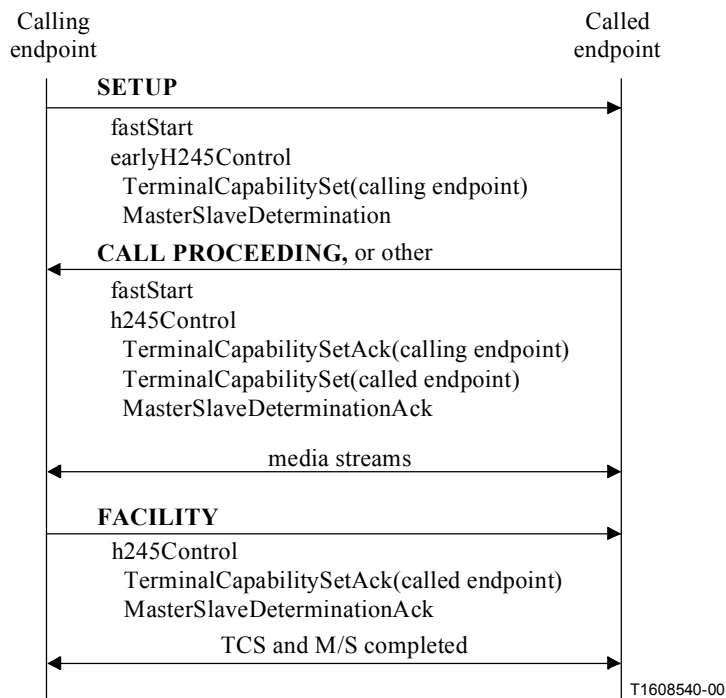 Calling
endpoint
Called
endpoint
SETUP
fastStart
earlyH245Control
TerminalCapabilitySet(calling endpoint)
MasterSlaveDetermination
CALL PROCEEDING, or other
fastStart
h245Control
TerminalCapabilitySetAck(calling endpoint)
TerminalCapabilitySet(called endpoint)
MasterSlaveDeterminationAck
media streams
FACILITY
h245Control
TerminalCapabilitySetAck(called endpoint)
MasterSlaveDeterminationAck
TCS and M/S completed
T1608540-00